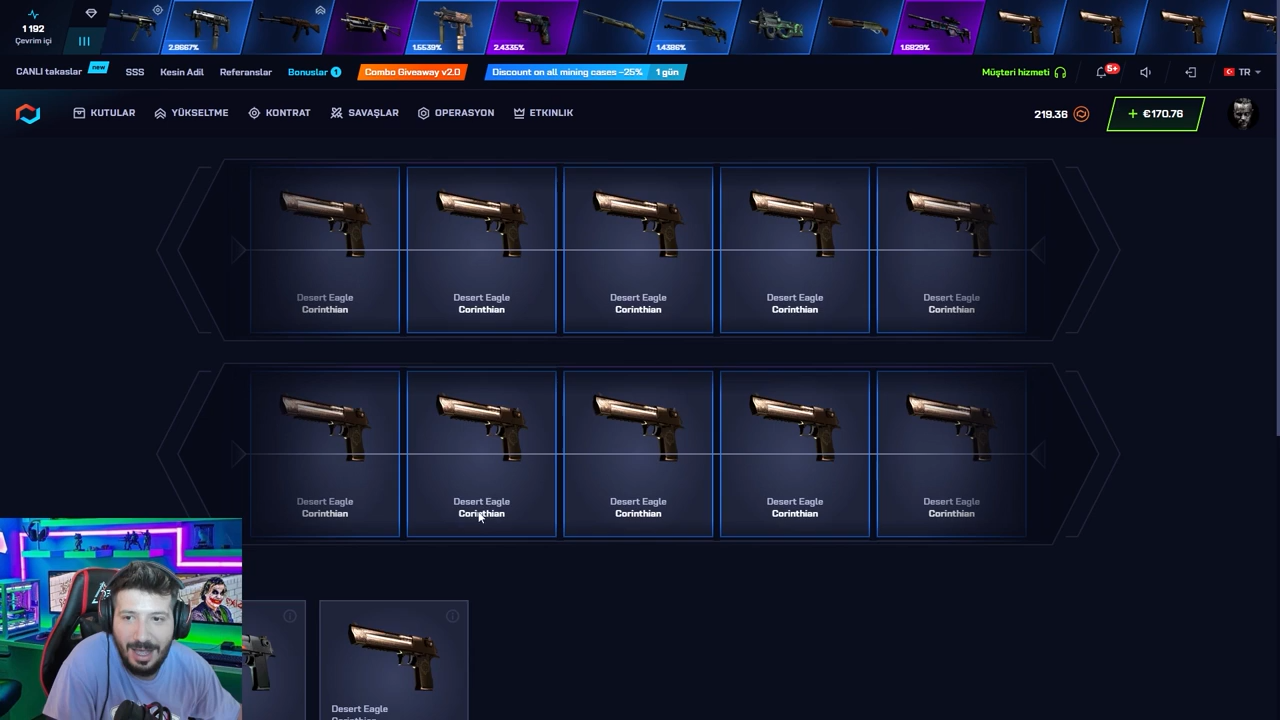 1 192
Çevrim içi
2.8667%
1.5539%
2.4335%
1.4386%
1.6829%
CANLI takaslar
new
SSS
Kesin Adil
Referanslar
Bonuslar 1
Combo Giveaway v2.0
Discount on all mining cases -25% 1 gün
Müşteri hizmeti
5+
TR
KUTULAR
YÜKSELTME
KONTRAT
SAVAŞLAR
OPERASYON
ETKINLIK
219.36
+ €170.76
Desert Eagle
Corinthian
Desert Eagle
Corinthian
Desert Eagle
Corinthian
Desert Eagle
Corinthian
Desert Eagle
Corinthian
Desert Eagle
Corinthian
Desert Eagle
Corinthian
Desert Eagle
Corinthian
Desert Eagle
Corinthian
Desert Eagle
Corinthian
Desert Eagle
Corinthian